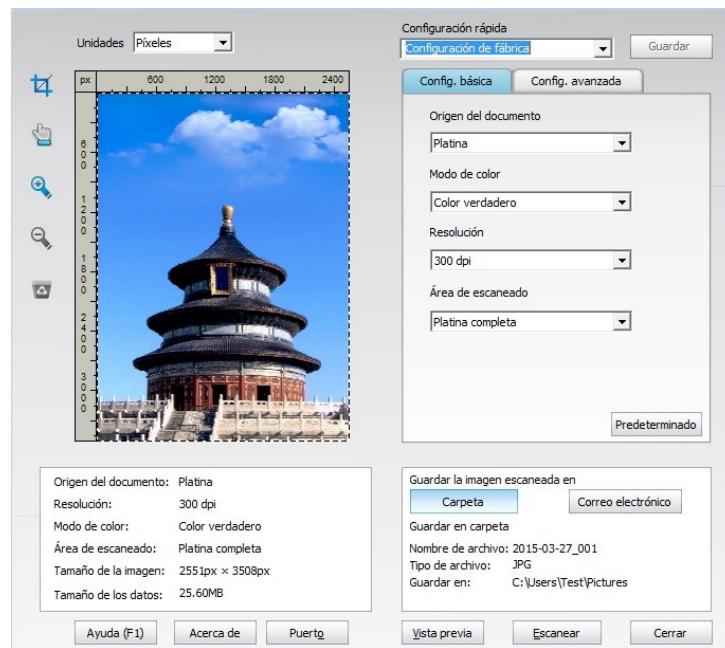 Unidades Píxeles
Configuración rápida
Configuración de fábrica Guardar
px 600 1200 1800 2400
600
1200
1800
2400
3000
Config. básica Config. avanzada
Origen del documento
Platina
Modo de color
Color verdadero
Resolución
300 dpi
Área de escaneado
Platina completa
Predeterminado
Origen del documento: Platina
Resolución: 300 dpi
Modo de color: Color verdadero
Área de escaneado: Platina completa
Tamaño de la imagen: 2551px × 3508px
Tamaño de los datos: 25.60MB
Guardar la imagen escaneada en
Carpeta Correo electrónico
Guardar en carpeta
Nombre de archivo: 2015-03-27_001
Tipo de archivo: JPG
Guardar en: C:\Users\Test\Pictures
Ayuda (F1) Acerca de Puerto Vista previa Escanear Cerrar